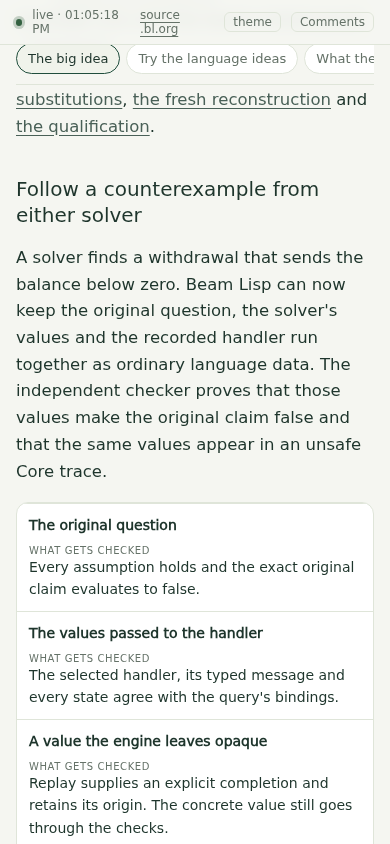 live · 01:05:18 PM
source.bl.org
theme
Comments
The big idea
Try the language ideas
What the
substitutions, the fresh reconstruction and
the qualification.
Follow a counterexample from
either solver
A solver finds a withdrawal that sends the
balance below zero. Beam Lisp can now
keep the original question, the solver's
values and the recorded handler run
together as ordinary language data. The
independent checker proves that those
values make the original claim false and
that the same values appear in an unsafe
Core trace.
The original question
WHAT GETS CHECKED
Every assumption holds and the exact original
claim evaluates to false.
The values passed to the handler
WHAT GETS CHECKED
The selected handler, its typed message and
every state agree with the query's bindings.
A value the engine leaves opaque
WHAT GETS CHECKED
Replay supplies an explicit completion and
retains its origin. The concrete value still goes
through the checks.